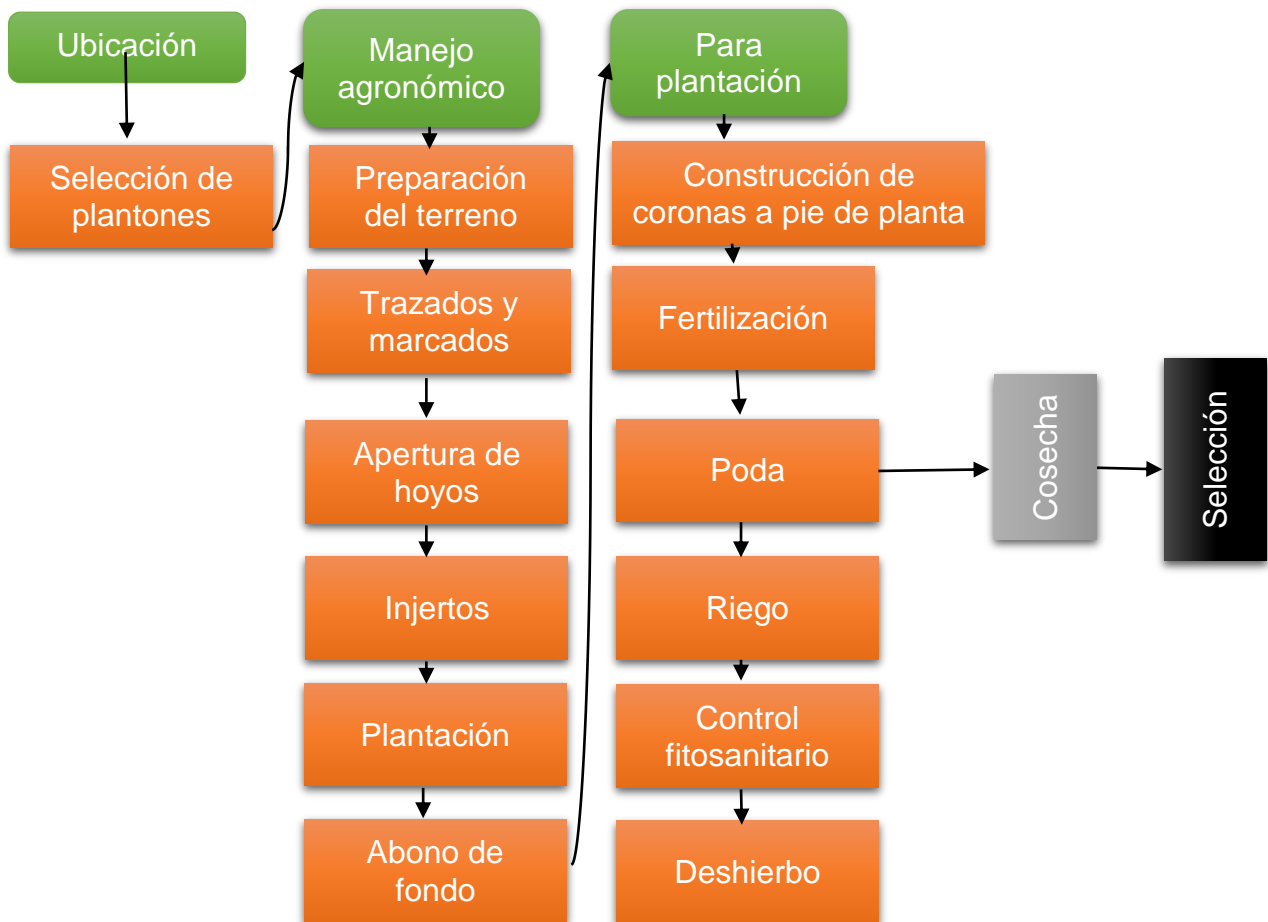 Ubicación
Selección de
plantones
Manejo
agronómico
Preparación
del terreno
Trazados y
marcados
Apertura de
hoyos
Injertos
Plantación
Abono de
fondo
Para
plantación
Construcción de
coronas a pie de planta
Fertilización
Poda
Riego
Control
fitosanitario
Deshierbo
Cosecha
Selección